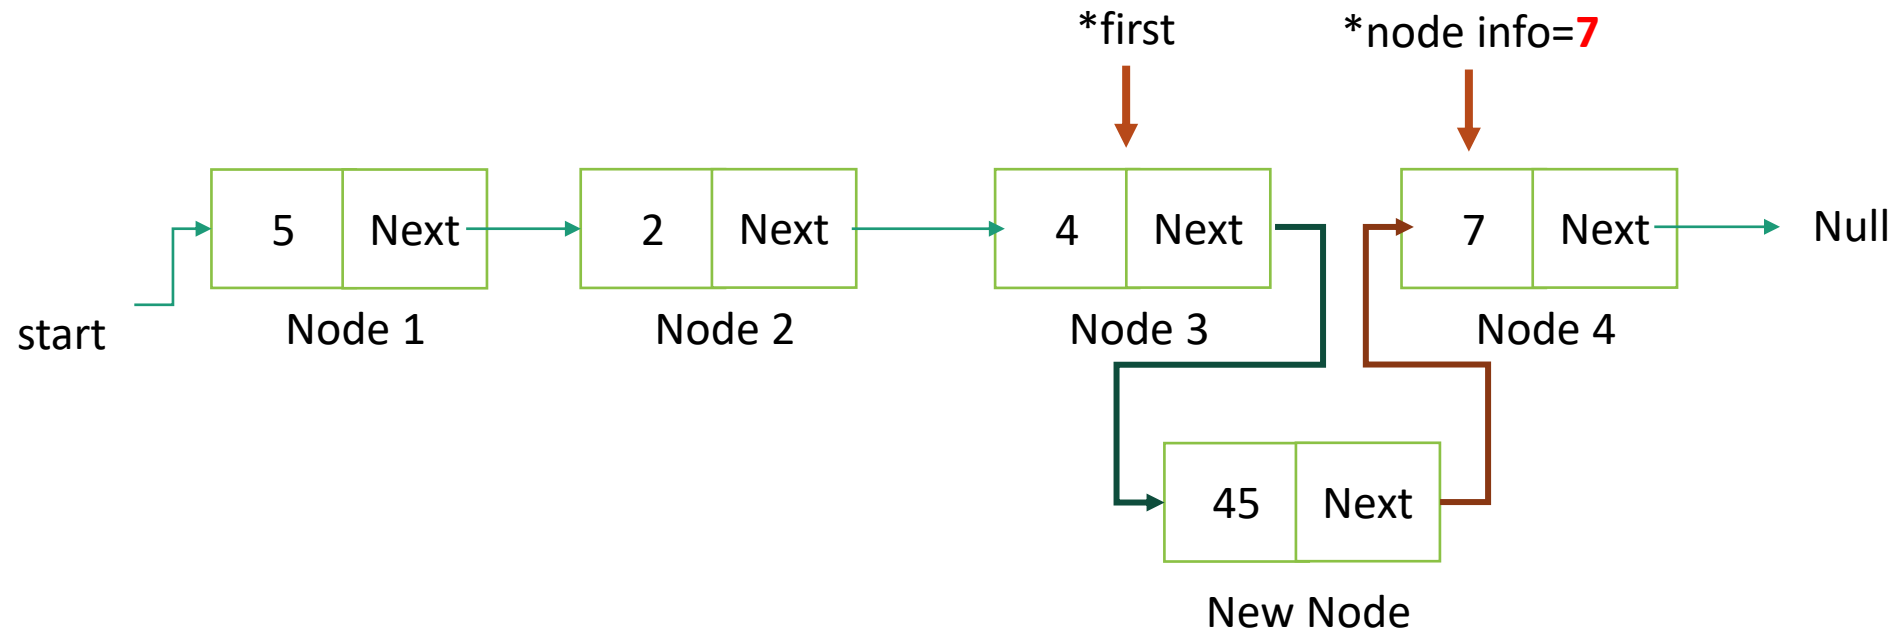 *first
*node info=7
5 Next
2 Next
4 Next
7 Next
Null
start
Node 1
Node 2
Node 3
Node 4
45 Next
New Node